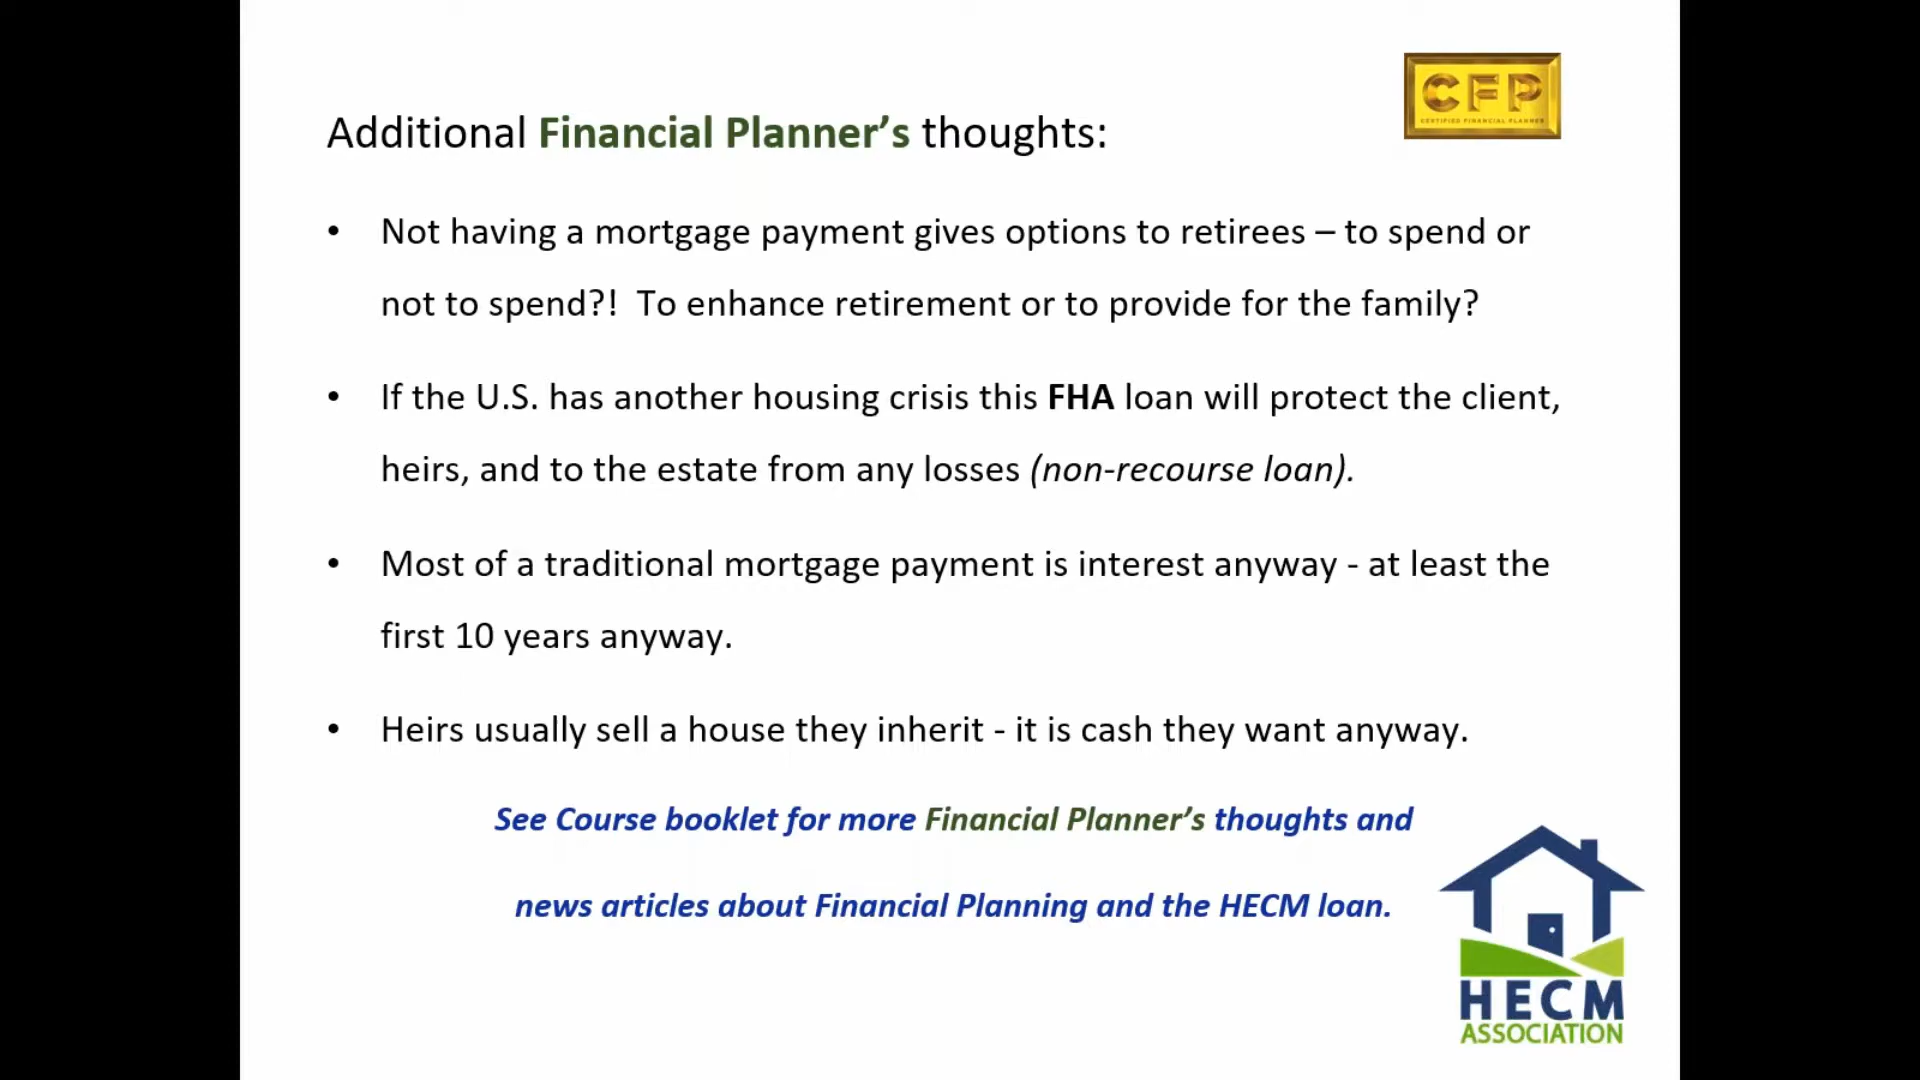 CFP
CERTIFIED FINANCIAL PLANNER
Additional Financial Planner’s thoughts:
• Not having a mortgage payment gives options to retirees – to spend or
not to spend?!  To enhance retirement or to provide for the family?
• If the U.S. has another housing crisis this FHA loan will protect the client,
heirs, and to the estate from any losses (non-recourse loan).
• Most of a traditional mortgage payment is interest anyway - at least the
first 10 years anyway.
• Heirs usually sell a house they inherit - it is cash they want anyway.
See Course booklet for more Financial Planner’s thoughts and
news articles about Financial Planning and the HECM loan.
HECM
ASSOCIATION